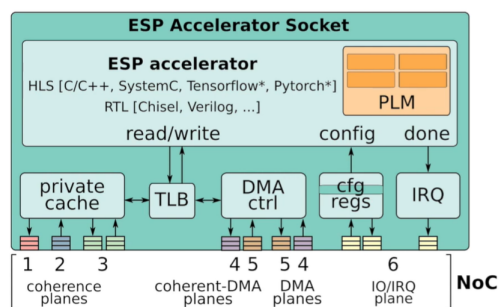 ESP Accelerator Socket
ESP accelerator
HLS [C/C++, SystemC, Tensorflow*, Pytorch*]
RTL [Chisel, Verilog, ...]
PLM
read/write
config
done
private
cache
TLB
DMA
ctrl
cfg
regs
IRQ
1 2 3 4 5 5 4 6
coherence
planes
coherent-DMA
planes
DMA
planes
IO/IRQ
plane
NoC